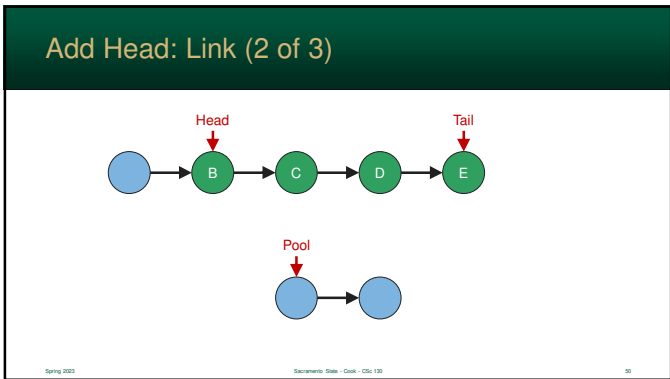 Add Head: Link (2 of 3)
Head Tail
B C D E
Pool
Spring 2023 Sacramento State - Cook - CSc 130 50